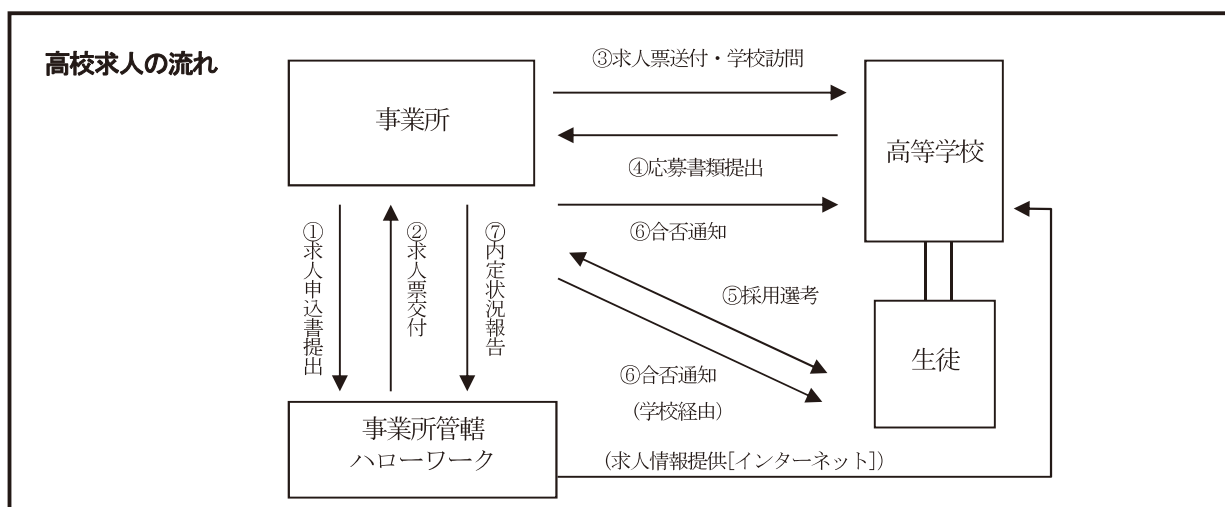 高校求人の流れ
③求人票送付・学校訪問
事業所
高等学校
④応募書類提出
⑥合否通知
①求人申込書提出
②求人票交付
⑦内定状況報告
⑤採用選考
生徒
⑥合否通知
(学校経由)
事業所管轄
ハローワーク
(求人情報提供[インターネット])